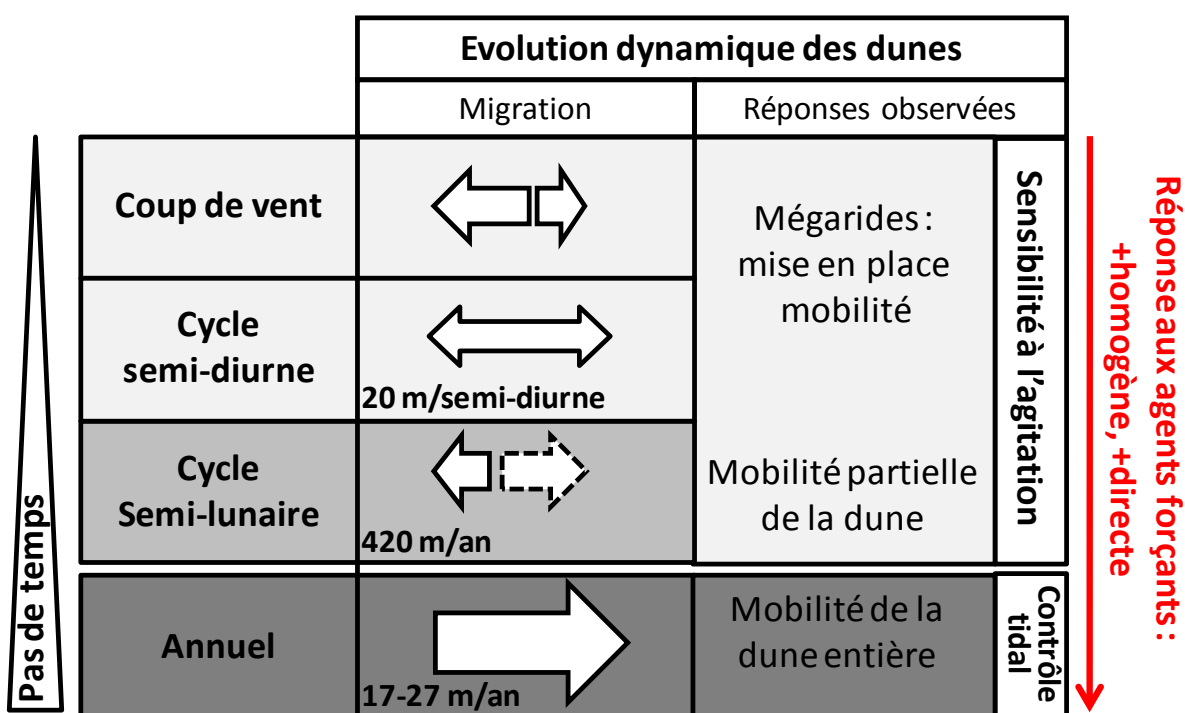 Evolution dynamique des dunes
Migration
Réponses observées
Pas de temps
Coup de vent
Mégarides :
mise en place
mobilité
Sensibilité à l'agitation
Réponse aux agents forçants :
+homogène, +directe
Cycle
semi-diurne
20 m/semi-diurne
Cycle
Semi-lunaire
420 m/an
Mobilité partielle
de la dune
Annuel
17-27 m/an
Mobilité de la
dune entière
Contrôle
tidal